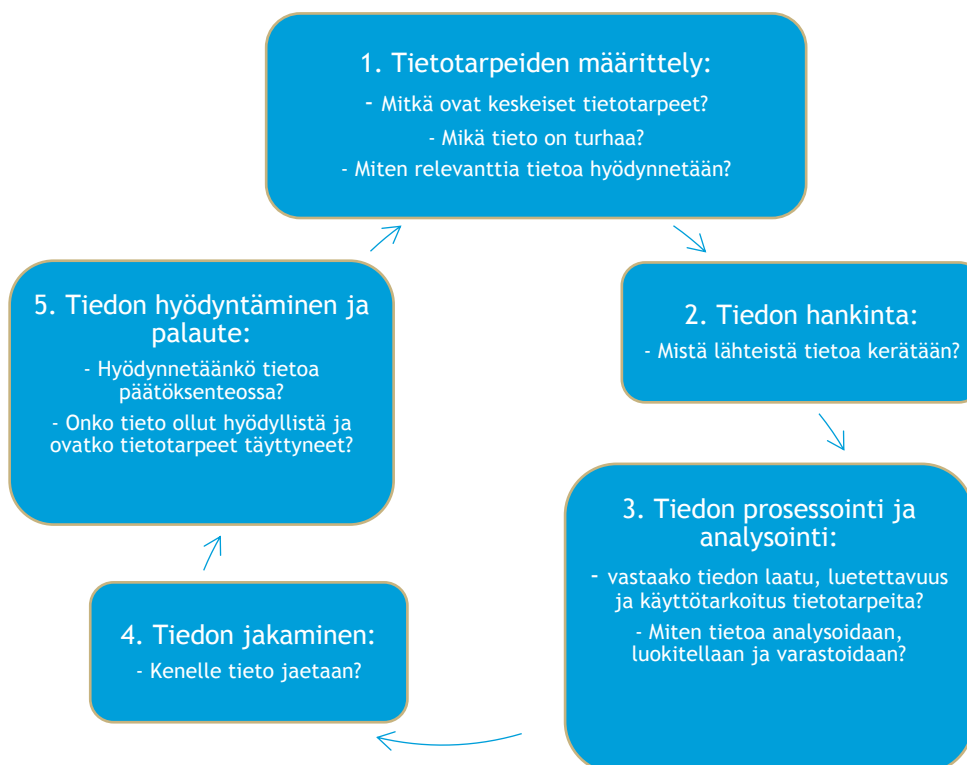 1. Tietotarpeiden määrittely:
- Mitkä ovat keskeiset tietotarpeet?
- Mikä tieto on turhaa?
- Miten relevanttia tietoa hyödynnetään?
2. Tiedon hankinta:
- Mistä lähteistä tietoa kerätään?
3. Tiedon prosessointi ja
analysointi:
- vastaako tiedon laatu, luetettavuus
ja käyttötarkoitus tietotarpeita?
- Miten tietoa analysoidaan,
luokitellaan ja varastoidaan?
4. Tiedon jakaminen:
- Kenelle tieto jaetaan?
5. Tiedon hyödyntäminen ja
palaute:
- Hyödynnetäänkö tietoa
päätöksenteossa?
- Onko tieto ollut hyödyllistä ja
ovatko tietotarpeet täyttyneet?